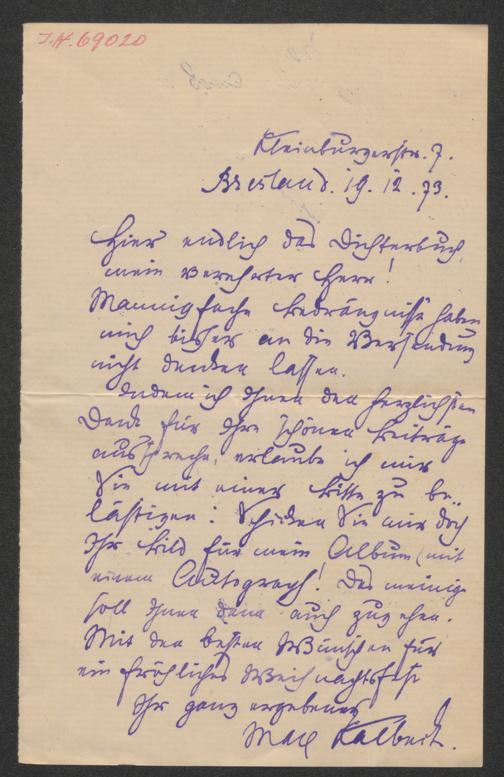 I.N. 69020
Kleinburgerstr. 7.
Breslau d. 19. 12. 73.
Hier endlich das Dichterbuch,
mein verehrter Herr!
Mannigfache Bedrängnisse haben
mich bisher an die Versendung
nicht denken lassen.
Indem ich Ihnen den herzlichsten
Dank für Ihre schönen Beiträge
ausspreche, erlaube ich mir
Sie mit einer Bitte zu be-
lästigen: Schicken Sie mir doch
Ihr Bild für mein Album (mit
einem Autograph! Das meinige
soll Ihnen dann auch zugehen.
Mit den besten Wünschen für
ein fröhliches Weihnachtsfest
Ihr ganz ergebener
Max Kalbeck.